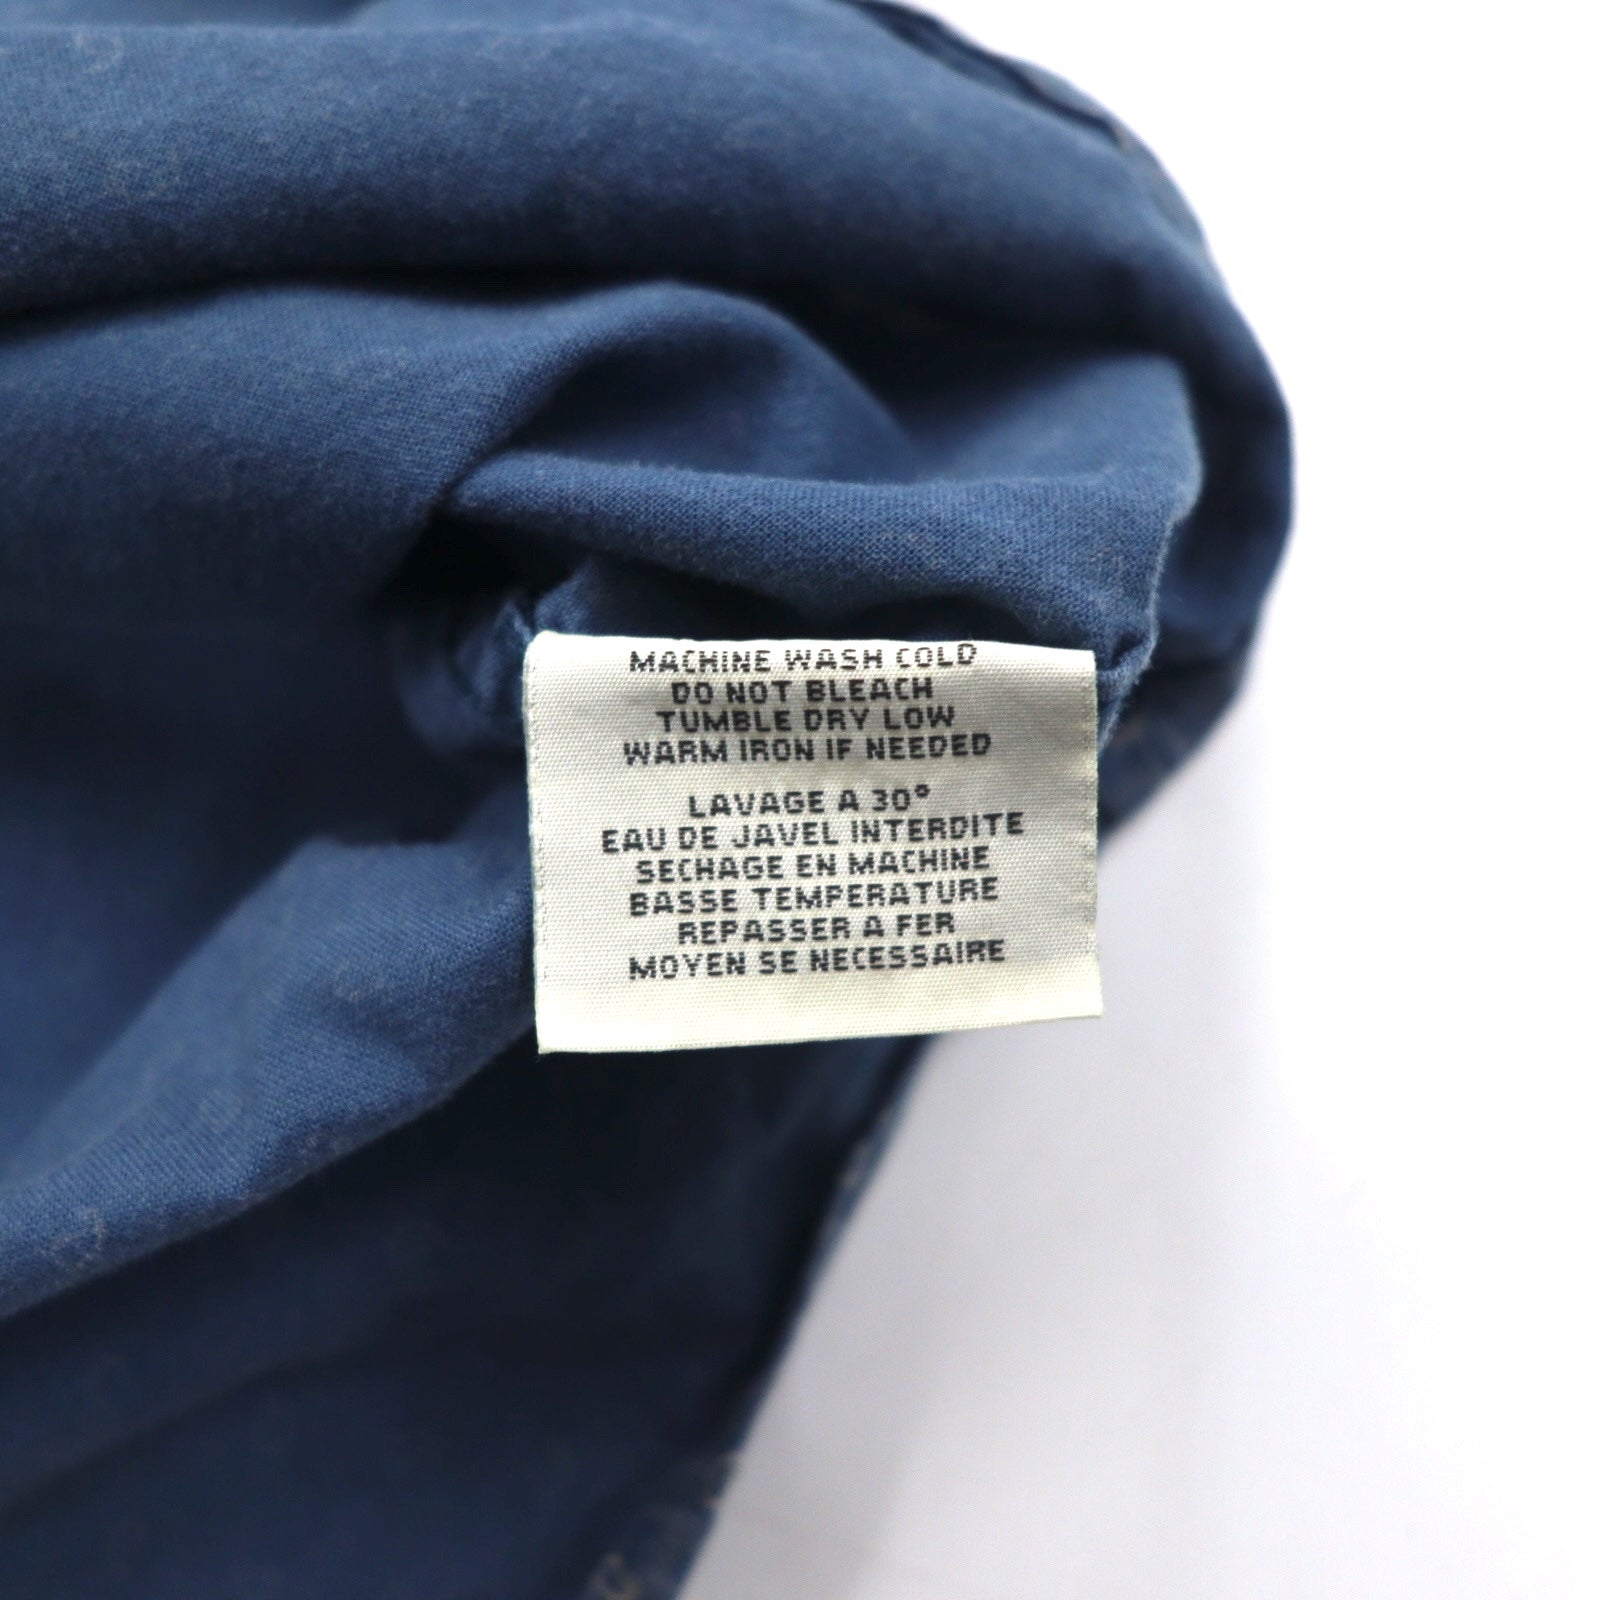 MACHINE WASH COLD
DO NOT BLEACH
TUMBLE DRY LOW
WARM IRON IF NEEDED
LAVAGE A 30°
EAU DE JAVEL INTERDITE
SECHAGE EN MACHINE
BASSE TEMPERATURE
REPASSER A FER
MOYEN SE NECESSAIRE